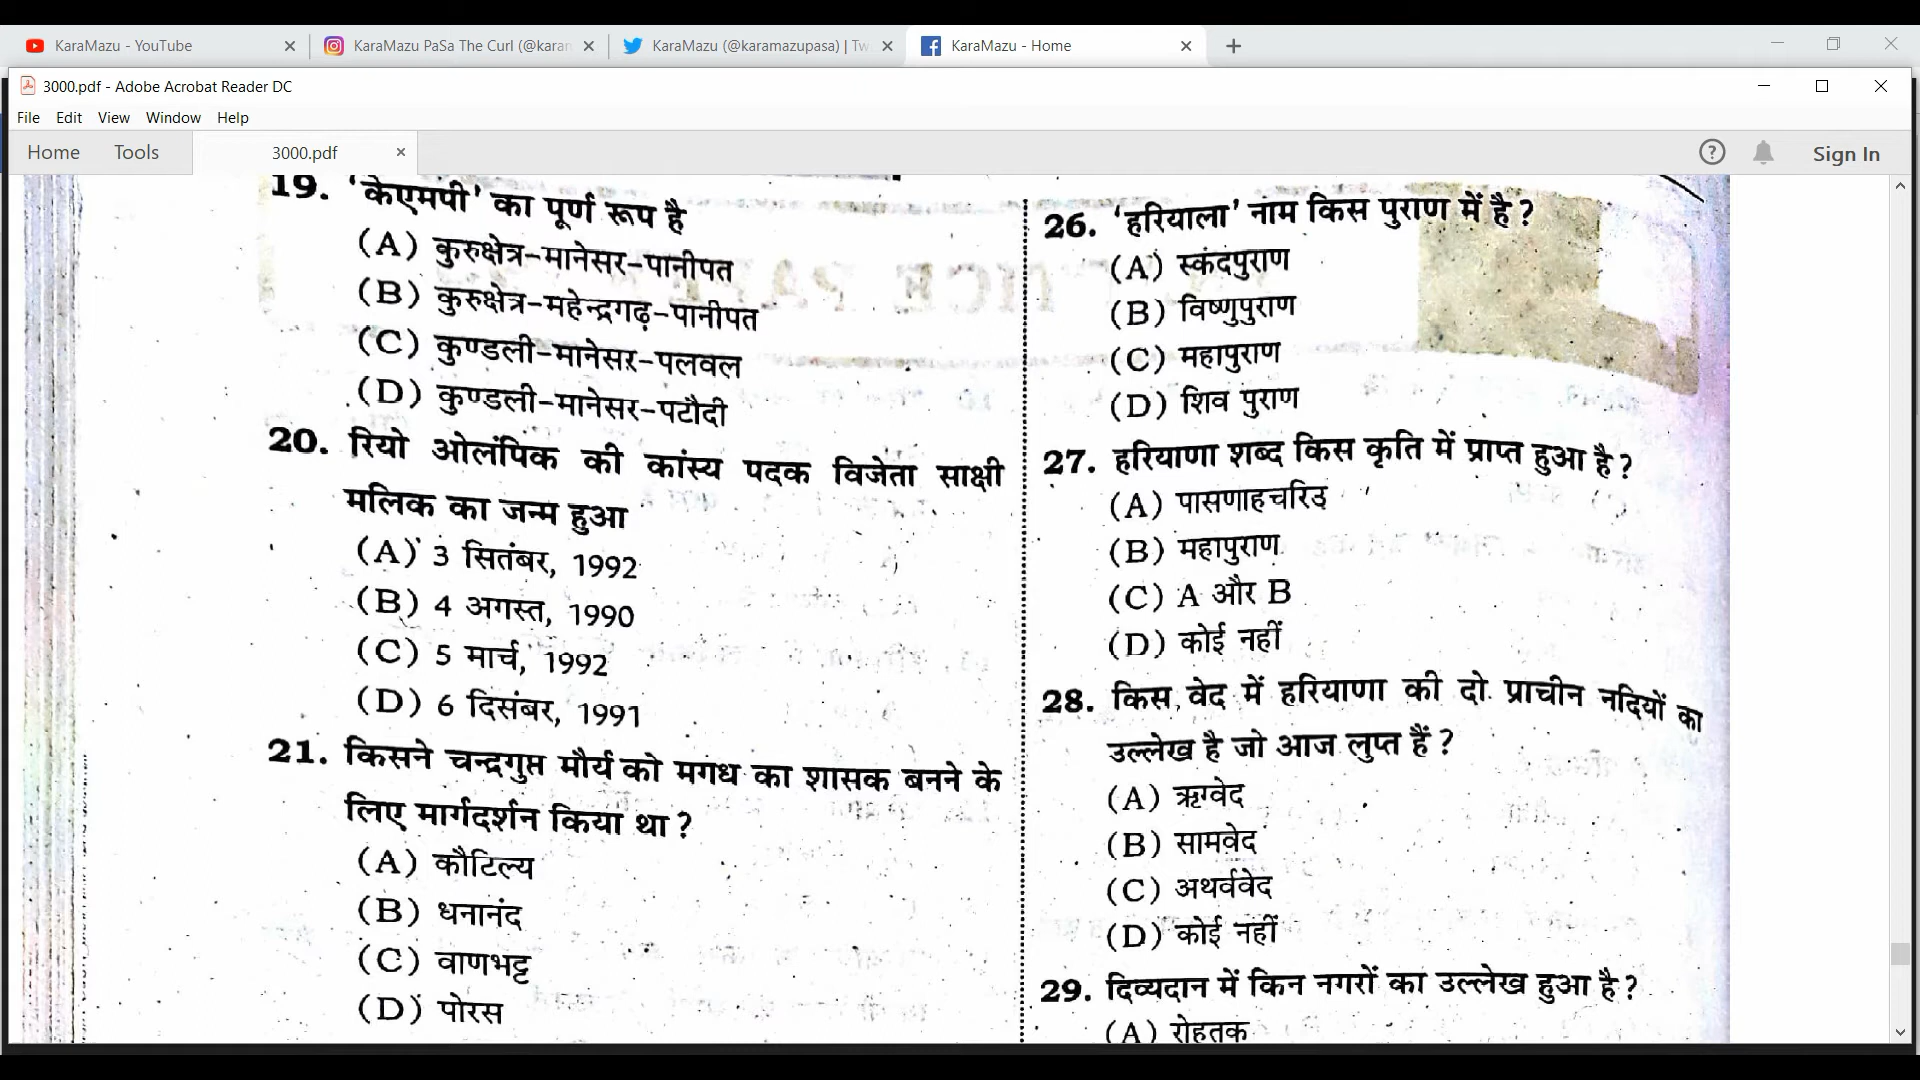 KaraMazu - YouTube
KaraMazu PaSa The Curl (@karan
KaraMazu (@karamazupasa) | Tw
KaraMazu - Home
3000.pdf - Adobe Acrobat Reader DC
File Edit View Window Help
Home Tools 3000.pdf Sign In
19. 'केएमपी' का पूर्ण रूप है
(A) कुरुक्षेत्र-मानेसर-पानीपत
(B) कुरुक्षेत्र-महेन्द्रगढ़-पानीपत
(C) कुण्डली-मानेसर-पलवल
(D) कुण्डली-मानेसर-पटौदी
20. रियो ओलंपिक की कांस्य पदक विजेता साक्षी
मलिक का जन्म हुआ
(A) 3 सितंबर, 1992
(B) 4 अगस्त, 1990
(C) 5 मार्च, 1992
(D) 6 दिसंबर, 1991
21. किसने चन्द्रगुप्त मौर्य को मगध का शासक बनने के
लिए मार्गदर्शन किया था ?
(A) कौटिल्य
(B) धनानंद
(C) वाणभट्ट
(D) पोरस
26. 'हरियाला' नाम किस पुराण में है ?
(A) स्कंदपुराण
(B) विष्णुपुराण
(C) महापुराण
(D) शिव पुराण
27. हरियाणा शब्द किस कृति में प्राप्त हुआ है ?
(A) पासणाहचरिउ
(B) महापुराण
(C) A और B
(D) कोई नहीं
28. किस वेद में हरियाणा की दो प्राचीन नदियों का
उल्लेख है जो आज लुप्त हैं ?
(A) ऋग्वेद
(B) सामवेद
(C) अथर्ववेद
(D) कोई नहीं
29. दिव्यदान में किन नगरों का उल्लेख हुआ है ?
(A) रोहतक